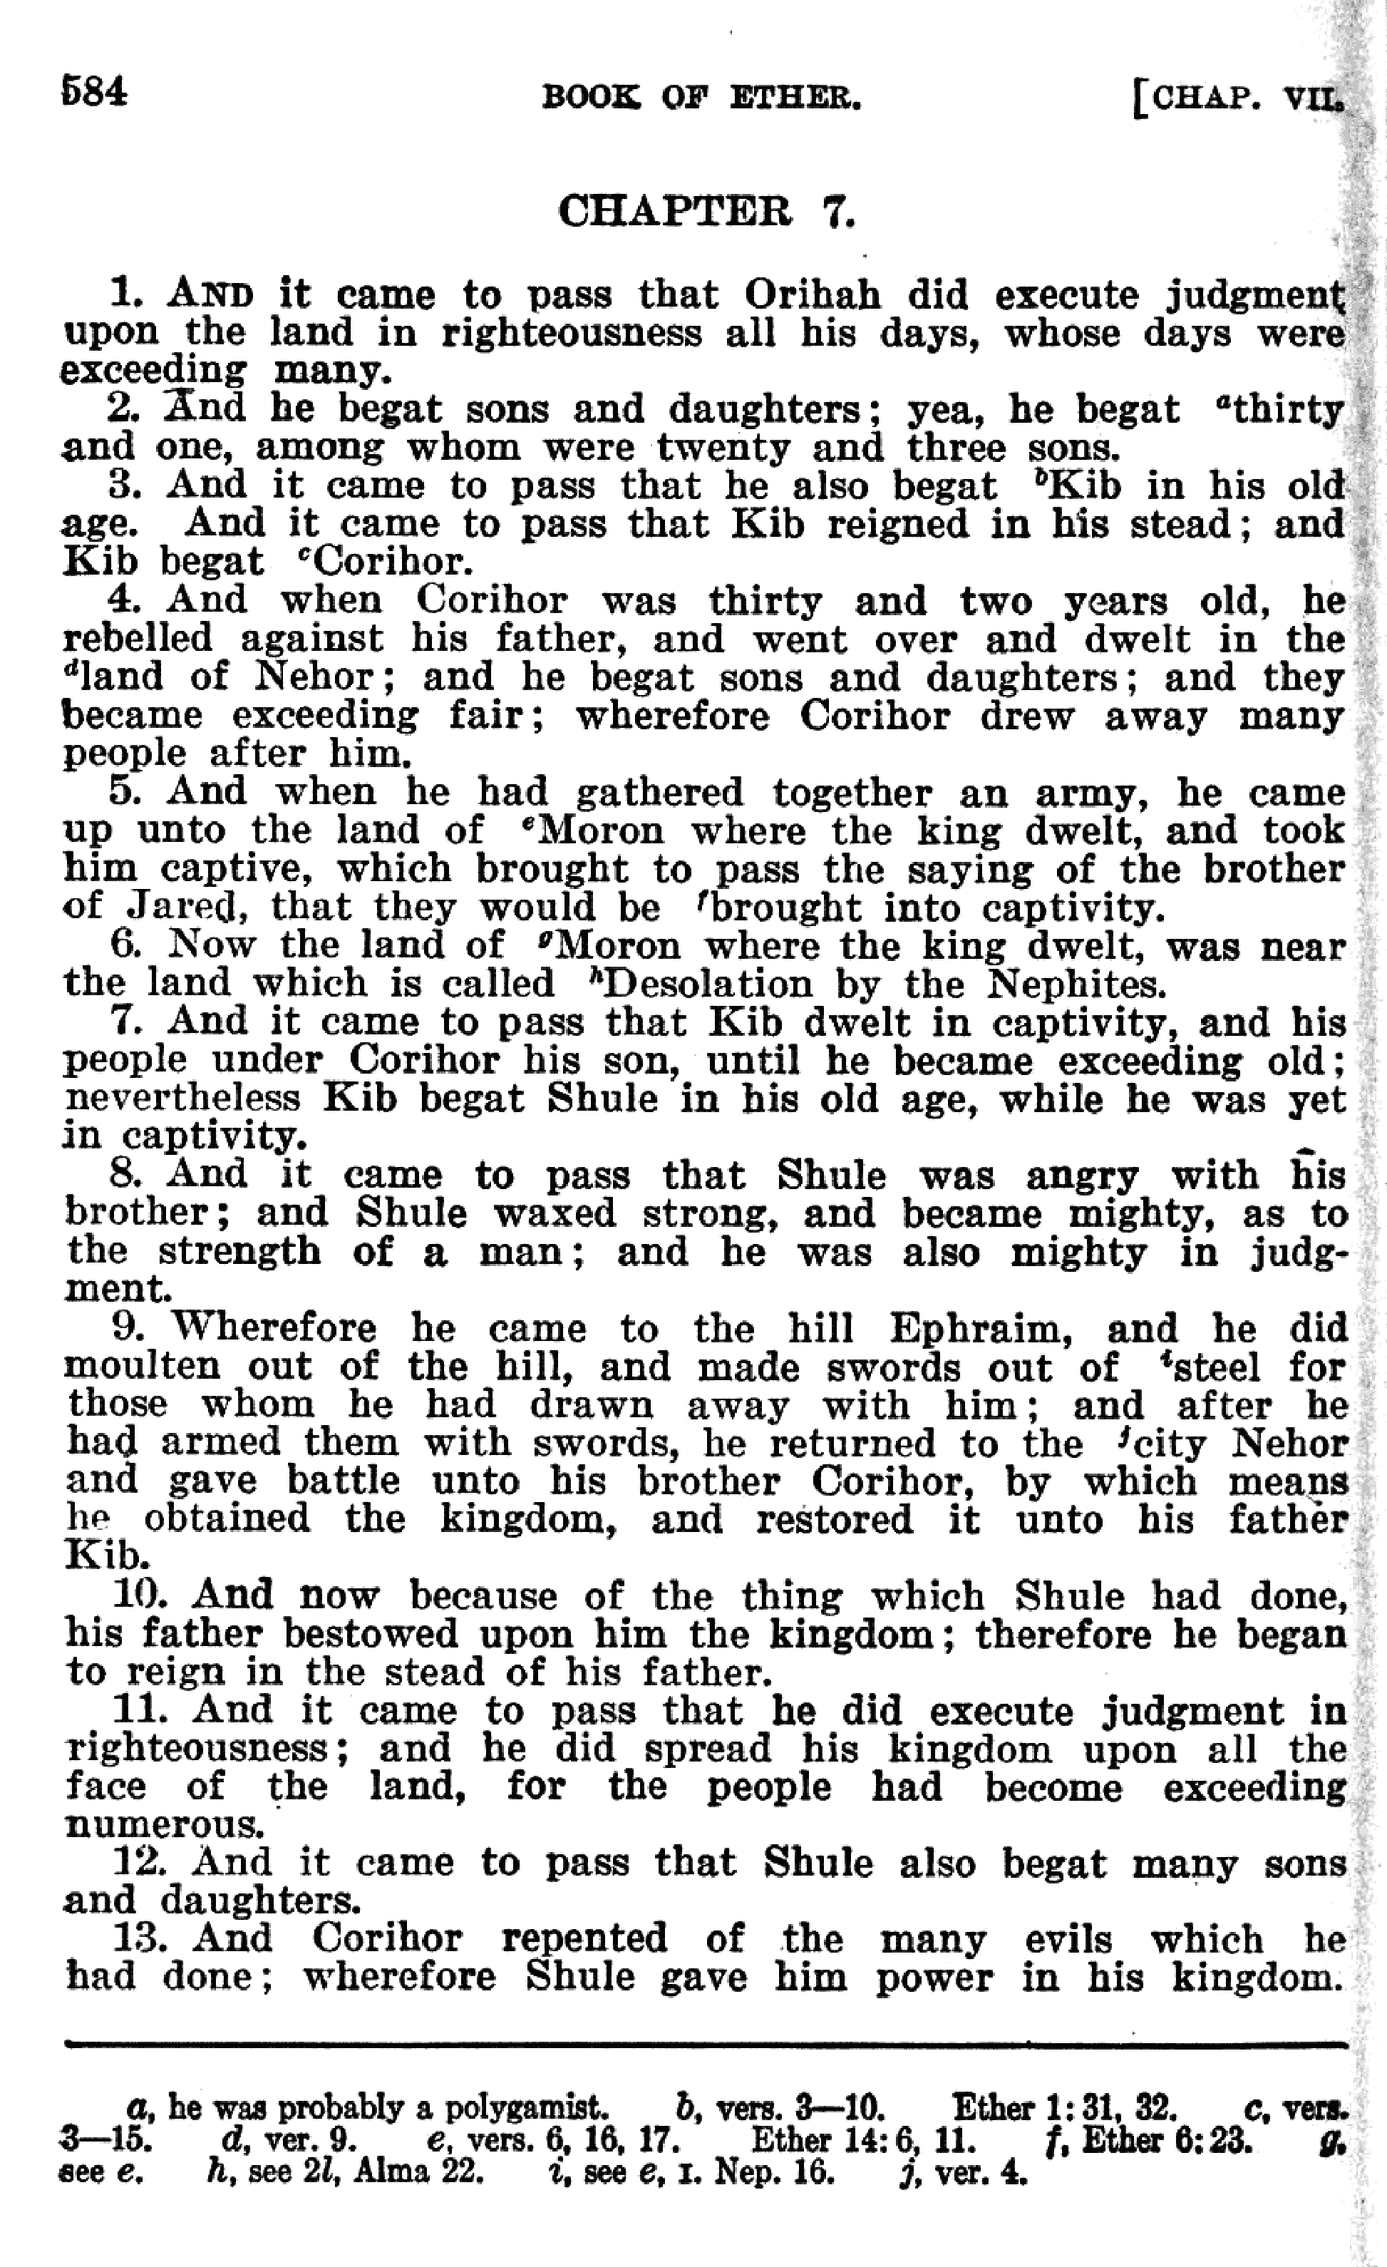 584 BOOK OF ETHER. [CHAP. VII.
CHAPTER 7.
1. AND it came to pass that Orihah did execute judgment
upon the land in righteousness all his days, whose days were
exceeding many.
2. And he begat sons and daughters; yea, he begat ᵃthirty
and one, among whom were twenty and three sons.
3. And it came to pass that he also begat ᵇKib in his old
age. And it came to pass that Kib reigned in his stead; and
Kib begat ᶜCorihor.
4. And when Corihor was thirty and two years old, he
rebelled against his father, and went over and dwelt in the
ᵈland of Nehor; and he begat sons and daughters; and they
became exceeding fair; wherefore Corihor drew away many
people after him.
5. And when he had gathered together an army, he came
up unto the land of ᵉMoron where the king dwelt, and took
him captive, which brought to pass the saying of the brother
of Jared, that they would be ᶠbrought into captivity.
6. Now the land of ᵍMoron where the king dwelt, was near
the land which is called ʰDesolation by the Nephites.
7. And it came to pass that Kib dwelt in captivity, and his
people under Corihor his son, until he became exceeding old;
nevertheless Kib begat Shule in his old age, while he was yet
in captivity.
8. And it came to pass that Shule was angry with his
brother; and Shule waxed strong, and became mighty, as to
the strength of a man; and he was also mighty in judg-
ment.
9. Wherefore he came to the hill Ephraim, and he did
moulten out of the hill, and made swords out of ⁱsteel for
those whom he had drawn away with him; and after he
had armed them with swords, he returned to the ʲcity Nehor
and gave battle unto his brother Corihor, by which means
he obtained the kingdom, and restored it unto his father
Kib.
10. And now because of the thing which Shule had done,
his father bestowed upon him the kingdom; therefore he began
to reign in the stead of his father.
11. And it came to pass that he did execute judgment in
righteousness; and he did spread his kingdom upon all the
face of the land, for the people had become exceeding
numerous.
12. And it came to pass that Shule also begat many sons
and daughters.
13. And Corihor repented of the many evils which he
had done; wherefore Shule gave him power in his kingdom.
a, he was probably a polygamist. b, vers. 3—10. Ether 1:31, 32. c, vers.
3—15. d, ver. 9. e, vers. 6, 16, 17. Ether 14:6, 11. f, Ether 6:23. g,
see e. h, see 2l, Alma 22. i, see e, I. Nep. 16. j, ver. 4.